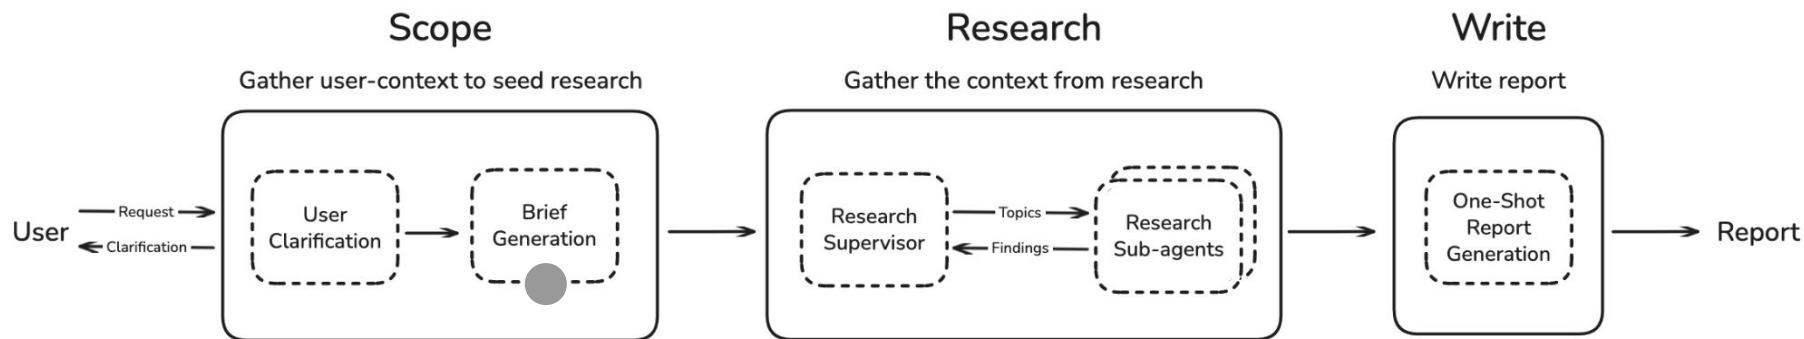 Scope
Gather user-context to seed research
Research
Gather the context from research
Write
Write report
User
Request
Clarification
User
Clarification
Brief
Generation
Research
Supervisor
Topics
Findings
Research
Sub-agents
One-Shot
Report
Generation
Report